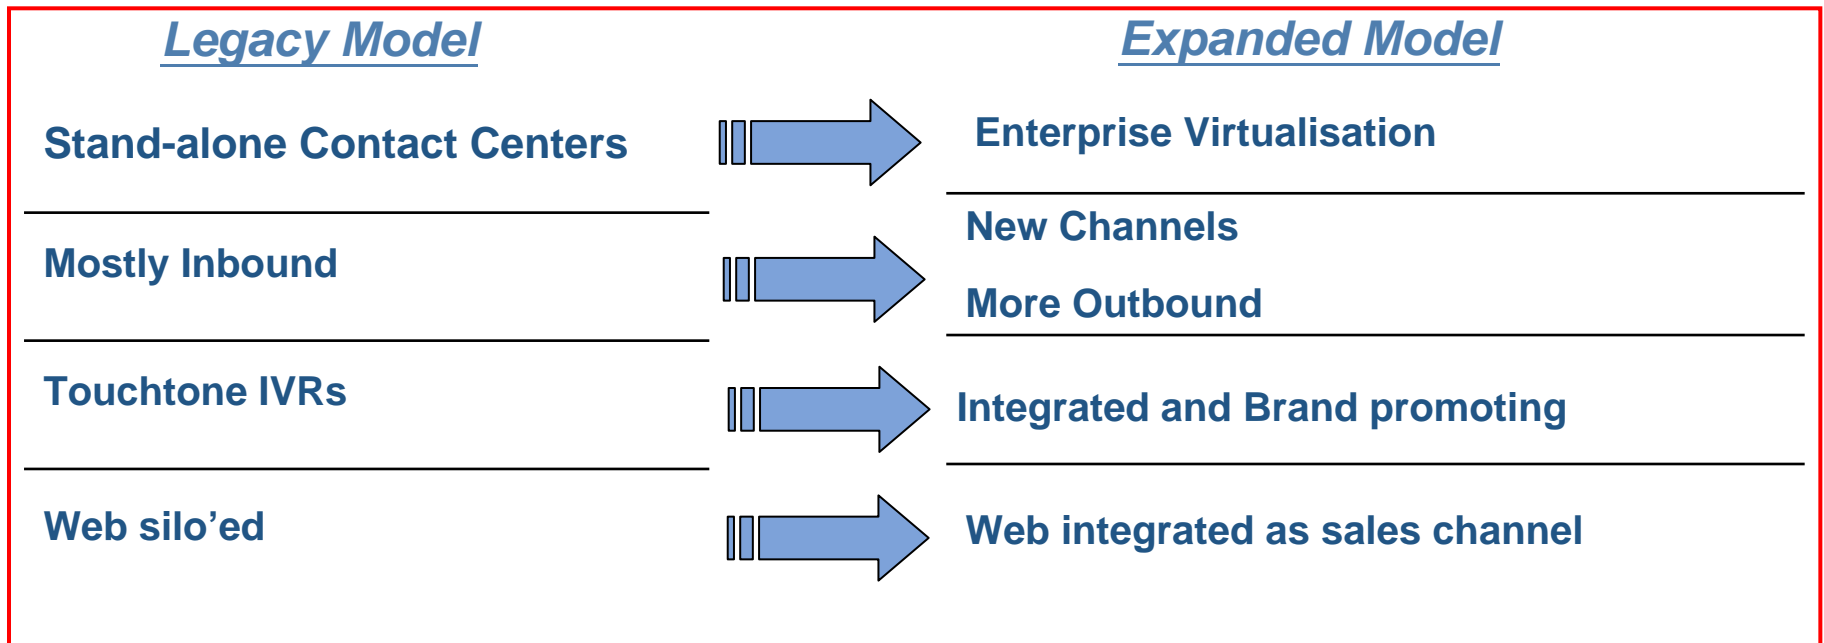 Legacy Model
Expanded Model
Stand-alone Contact Centers
Enterprise Virtualisation
Mostly Inbound
New Channels
More Outbound
Touchtone IVRs
Integrated and Brand promoting
Web silo’ed
Web integrated as sales channel